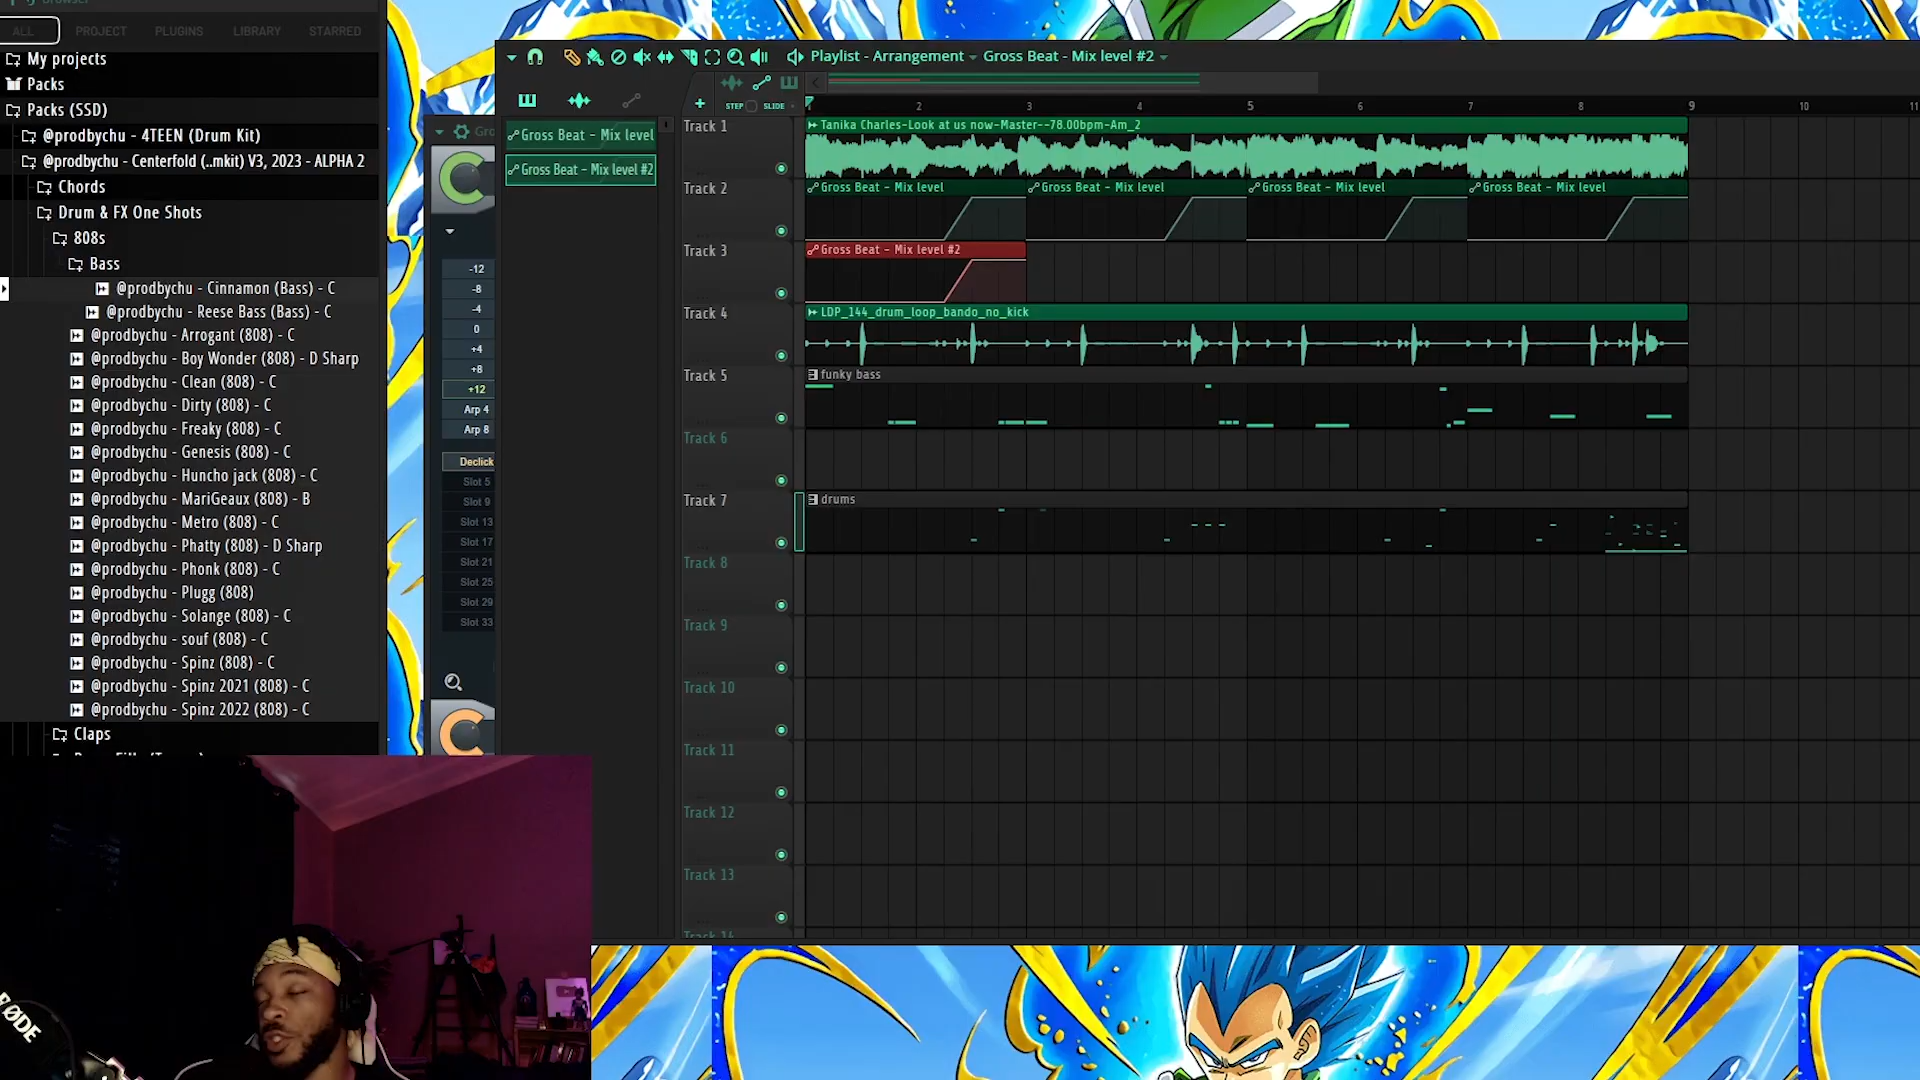 Browser
ALL PROJECT PLUGINS LIBRARY STARRED
My projects
Packs
Packs (SSD)
@prodbychu - 4TEEN (Drum Kit)
@prodbychu - Centerfold (..mkit) V3, 2023 - ALPHA 2
Chords
Drum & FX One Shots
808s
Bass
@prodbychu - Cinnamon (Bass) - C
@prodbychu - Reese Bass (Bass) - C
@prodbychu - Arrogant (808) - C
@prodbychu - Boy Wonder (808) - D Sharp
@prodbychu - Clean (808) - C
@prodbychu - Dirty (808) - C
@prodbychu - Freaky (808) - C
@prodbychu - Genesis (808) - C
@prodbychu - Huncho jack (808) - C
@prodbychu - MariGeaux (808) - B
@prodbychu - Metro (808) - C
@prodbychu - Phatty (808) - D Sharp
@prodbychu - Phonk (808) - C
@prodbychu - Plugg (808)
@prodbychu - Solange (808) - C
@prodbychu - souf (808) - C
@prodbychu - Spinz (808) - C
@prodbychu - Spinz 2021 (808) - C
@prodbychu - Spinz 2022 (808) - C
Claps
Gro
-12
-8
-4
0
+4
+8
+12
Arp 4
Arp 8
Declick
Slot 5
Slot 9
Slot 13
Slot 17
Slot 21
Slot 25
Slot 29
Slot 33
Playlist - Arrangement Gross Beat - Mix level #2
STEP SLIDE
2 3 4 5 6 7 8 9 10 11
Gross Beat - Mix level
Gross Beat - Mix level #2
Track 1
Tanika Charles-Look at us now-Master--78.00bpm-Am_2
Track 2
Gross Beat - Mix level Gross Beat - Mix level Gross Beat - Mix level Gross Beat - Mix level
Track 3
Gross Beat - Mix level #2
Track 4
LDP_144_drum_loop_bando_no_kick
Track 5
funky bass
Track 6
Track 7
drums
Track 8
Track 9
Track 10
Track 11
Track 12
Track 13
Track 14
RØDE